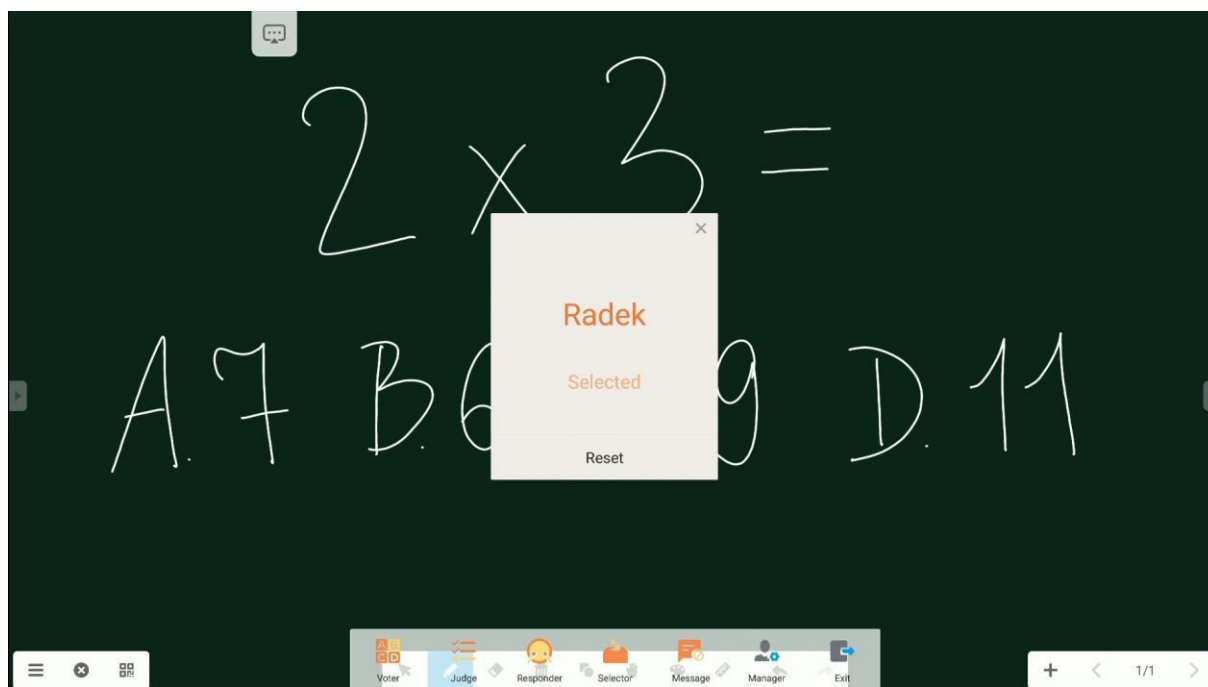 2 x 3 =
Radek
Selected
A. 7 B. 6 9 D. 11
Reset
Voter Judge Responder Selector Message Manager Exit
1/1